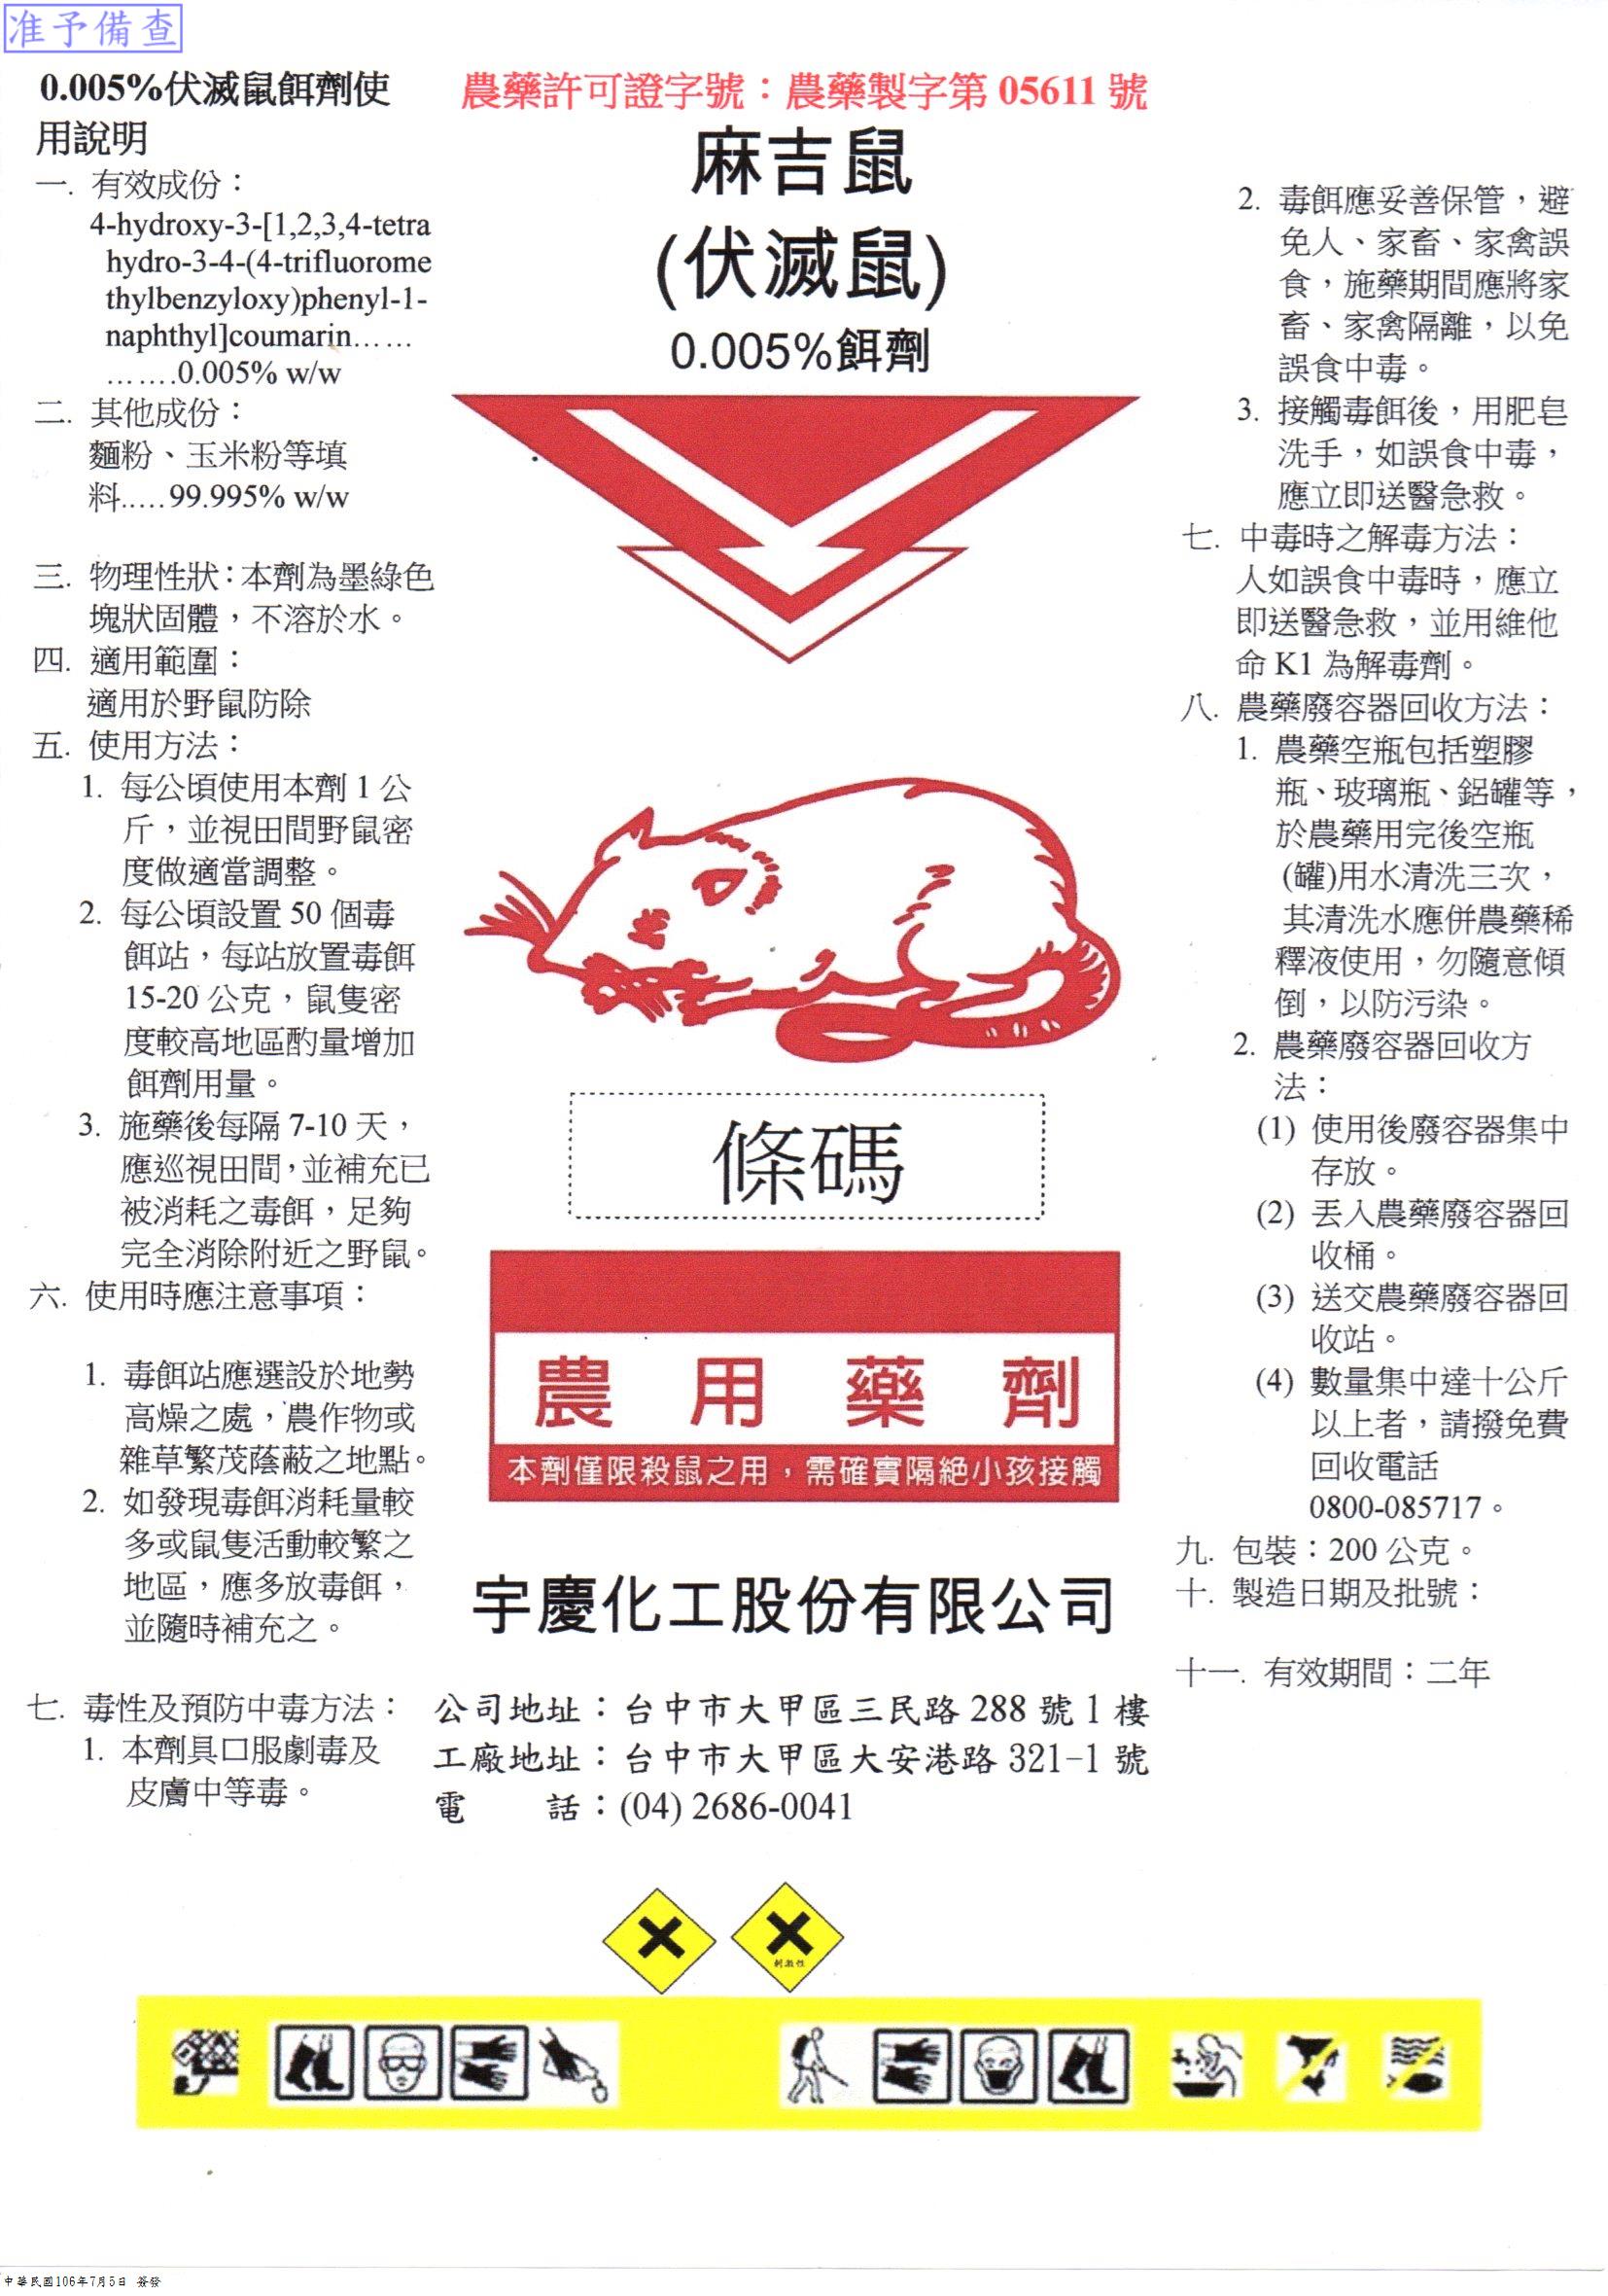 准予備查
0.005%伏滅鼠餌劑使
用說明
一. 有效成份：
4-hydroxy-3-[1,2,3,4-tetra
hydro-3-4-(4-trifluorome
thylbenzyloxy)phenyl-1-
naphthyl]coumarin……
…….0.005% w/w
二. 其他成份：
麵粉、玉米粉等填
料.....99.995% w/w
三. 物理性狀：本劑為墨綠色
塊狀固體，不溶於水。
四. 適用範圍：
適用於野鼠防除
五. 使用方法：
1. 每公頃使用本劑 1 公
斤，並視田間野鼠密
度做適當調整。
2. 每公頃設置 50 個毒
餌站，每站放置毒餌
15-20 公克，鼠隻密
度較高地區酌量增加
餌劑用量。
3. 施藥後每隔 7-10 天，
應巡視田間，並補充已
被消耗之毒餌，足夠
完全消除附近之野鼠。
六. 使用時應注意事項：
1. 毒餌站應選設於地勢
高燥之處，農作物或
雜草繁茂蔭蔽之地點。
2. 如發現毒餌消耗量較
多或鼠隻活動較繁之
地區，應多放毒餌，
並隨時補充之。
七. 毒性及預防中毒方法：
1. 本劑具口服劇毒及
皮膚中等毒。
農藥許可證字號：農藥製字第 05611 號
麻吉鼠
(伏滅鼠)
0.005%餌劑
條碼
農用藥劑
本劑僅限殺鼠之用，需確實隔絕小孩接觸
宇慶化工股份有限公司
公司地址：台中市大甲區三民路 288 號 1 樓
工廠地址：台中市大甲區大安港路 321-1 號
電　　話：(04) 2686-0041
刺激性
2. 毒餌應妥善保管，避
免人、家畜、家禽誤
食，施藥期間應將家
畜、家禽隔離，以免
誤食中毒。
3. 接觸毒餌後，用肥皂
洗手，如誤食中毒，
應立即送醫急救。
七. 中毒時之解毒方法：
人如誤食中毒時，應立
即送醫急救，並用維他
命 K1 為解毒劑。
八. 農藥廢容器回收方法：
1. 農藥空瓶包括塑膠
瓶、玻璃瓶、鋁罐等，
於農藥用完後空瓶
(罐)用水清洗三次，
其清洗水應併農藥稀
釋液使用，勿隨意傾
倒，以防污染。
2. 農藥廢容器回收方
法：
(1) 使用後廢容器集中
存放。
(2) 丟入農藥廢容器回
收桶。
(3) 送交農藥廢容器回
收站。
(4) 數量集中達十公斤
以上者，請撥免費
回收電話
0800-085717。
九. 包裝：200 公克。
十. 製造日期及批號：
十一. 有效期間：二年
中華民國106年7月5日 簽發